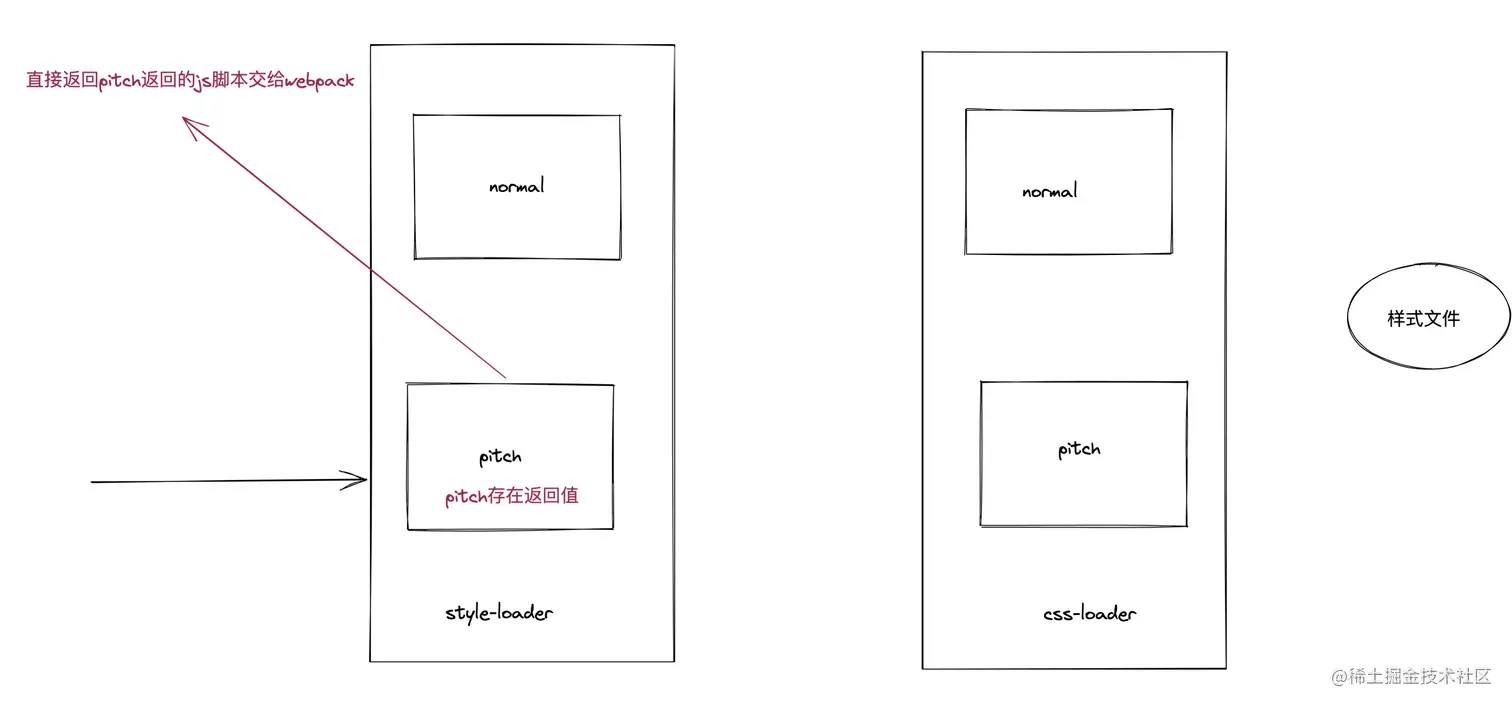 直接返回pitch返回的js脚本交给webpack
normal
normal
样式文件
pitch
pitch存在返回值
pitch
style-loader
css-loader
@稀土掘金技术社区